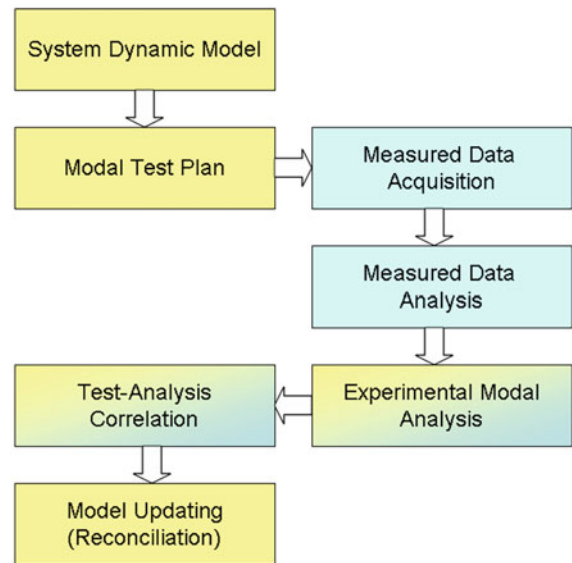 System Dynamic Model
Modal Test Plan
Measured Data
Acquisition
Measured Data
Analysis
Experimental Modal
Analysis
Test-Analysis
Correlation
Model Updating
(Reconciliation)